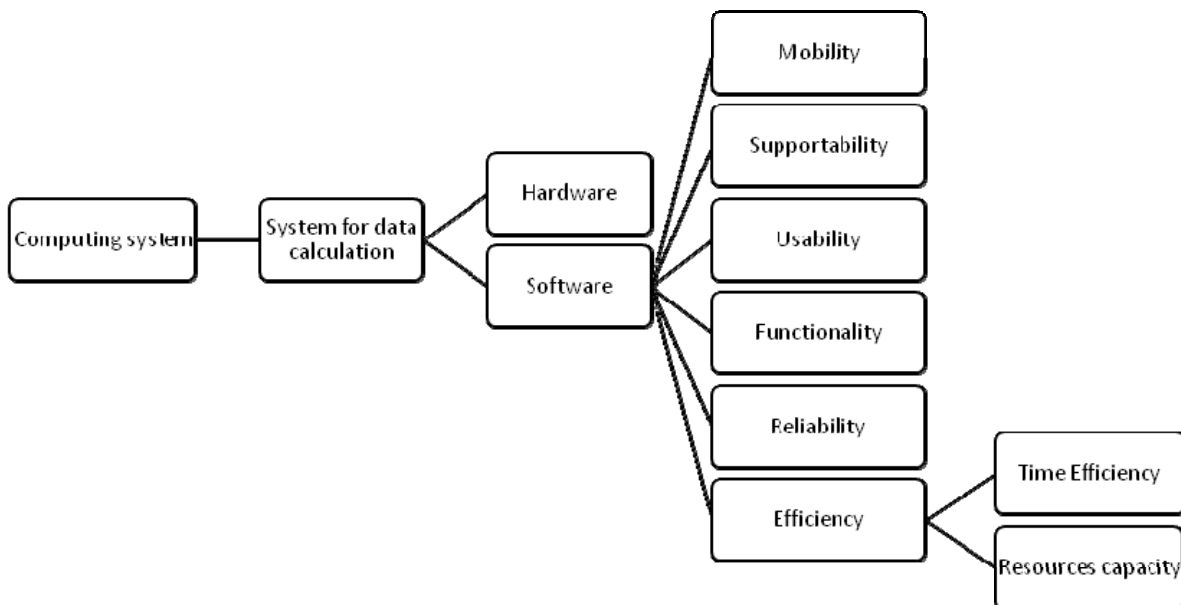 Computing system
System for data
calculation
Hardware
Software
Mobility
Supportability
Usability
Functionality
Reliability
Efficiency
Time Efficiency
Resources capacity